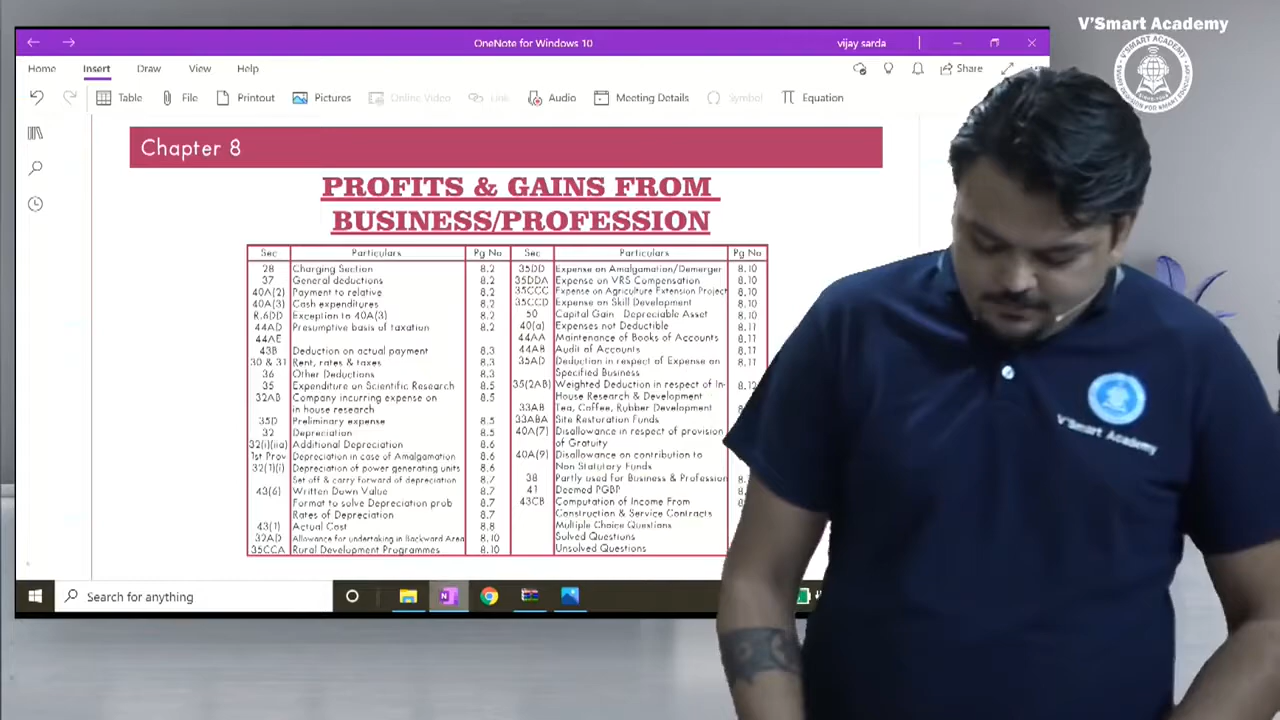 V'Smart Academy
OneNote for Windows 10
vijay sarda
Home Insert Draw View Help
Share
Table File Printout Pictures Online Video Link Audio Meeting Details Symbol Equation
Chapter 8
PROFITS & GAINS FROM
BUSINESS/PROFESSION
Sec Particulars Pg No Sec Particulars Pg No
28 Charging Section 8.2 35DD Expense on Amalgamation/Demerger 8.10
37 General deductions 8.2 35DDA Expense on VRS Compensation 8.10
40A(2) Payment to relative 8.2 35CCC Expense on Agriculture Extension Project 8.10
40A(3) Cash expenditures 8.2 35CCD Expense on Skill Development 8.10
R.6DD Exception to 40A(3) 8.2 50 Capital Gain Depreciable Asset 8.10
44AD Presumptive basis of taxation 8.2 40(a) Expenses not Deductible 8.11
44AE 44AA Maintenance of Books of Accounts 8.11
43B Deduction on actual payment 8.3 44AB Audit of Accounts 8.11
30 & 31 Rent, rates & taxes 8.3 35AD Deduction in respect of Expense on 8.11
36 Other Deductions 8.3 Specified Business
35 Expenditure on Scientific Research 8.5 35(2AB) Weighted Deduction in respect of In-
32AB Company incurring expense on 8.5 House Research & Development
in house research 33AB Tea, Coffee, Rubber Development
35D Preliminary expense 8.5 33ABA Site Restoration Funds
32 Depreciation 8.5 40A(7) Disallowance in respect of provision
32(i)(iia) Additional Depreciation 8.6 of Gratuity
1st Prov Depreciation in case of Amalgamation 8.6 40A(9) Disallowance on contribution to
32(1)(i) Depreciation of power generating units 8.6 Non Statutory Funds
Set off & carry forward of depreciation 8.7 38 Partly used for Business & Profession
43(6) Written Down Value 8.7 41 Deemed PGBP
Format to solve Depreciation prob 8.7 43CB Computation of Income From
Rates of Depreciation 8.7 Construction & Service Contracts
43(1) Actual Cost 8.8 Multiple Choice Questions
32AD Allowance for undertaking in Backward Area 8.10 Solved Questions
35CCA Rural Development Programmes 8.10 Unsolved Questions
Search for anything
V'Smart Academy